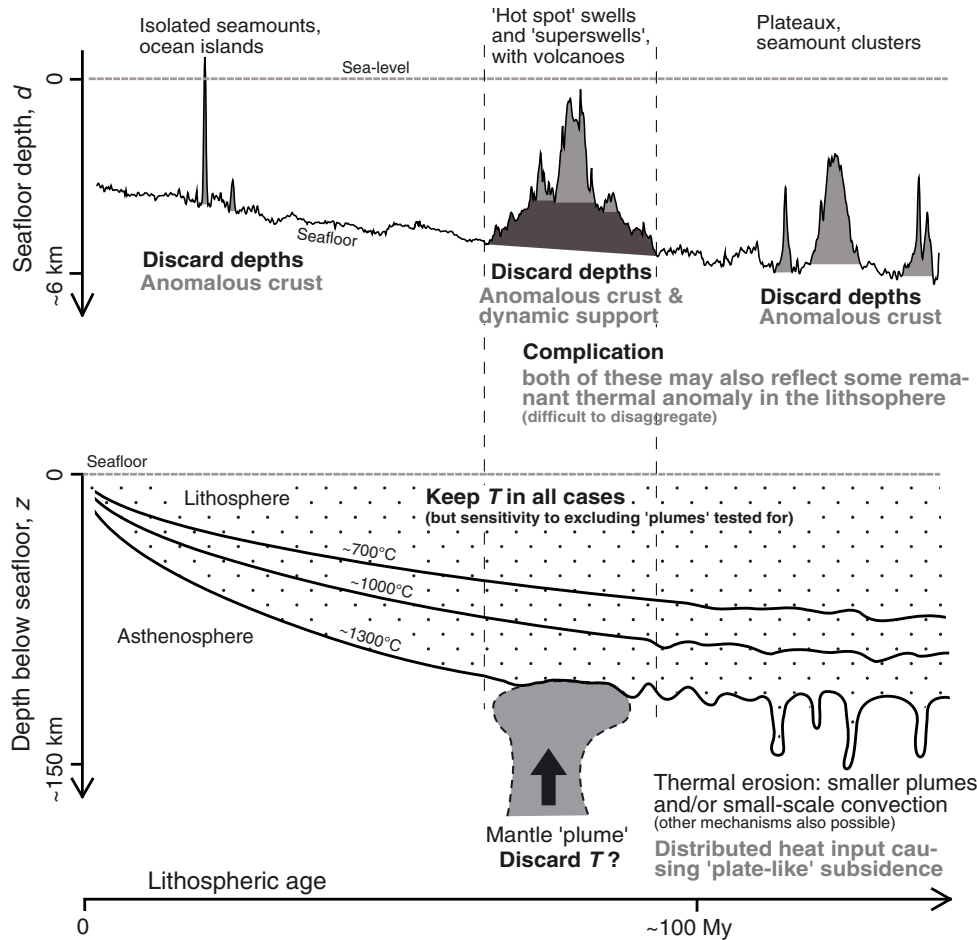 Isolated seamounts,
ocean islands
'Hot spot' swells
and 'superswells',
with volcanoes
Plateaux,
seamount clusters
0
Sea-level
Seafloor depth, d
Seafloor
~6 km
Discard depths
Anomalous crust
Discard depths
Anomalous crust &
dynamic support
Discard depths
Anomalous crust
Complication
both of these may also reflect some rema-
nant thermal anomaly in the lithsophere
(difficult to disaggregate)
Seafloor
0
Lithosphere
Keep T in all cases
(but sensitivity to excluding 'plumes' tested for)
~700°C
~1000°C
~1300°C
Asthenosphere
Depth below seafloor, z
~150 km
Mantle 'plume'
Discard T ?
Thermal erosion: smaller plumes
and/or small-scale convection
(other mechanisms also possible)
Distributed heat input cau-
sing 'plate-like' subsidence
Lithospheric age
0
~100 My